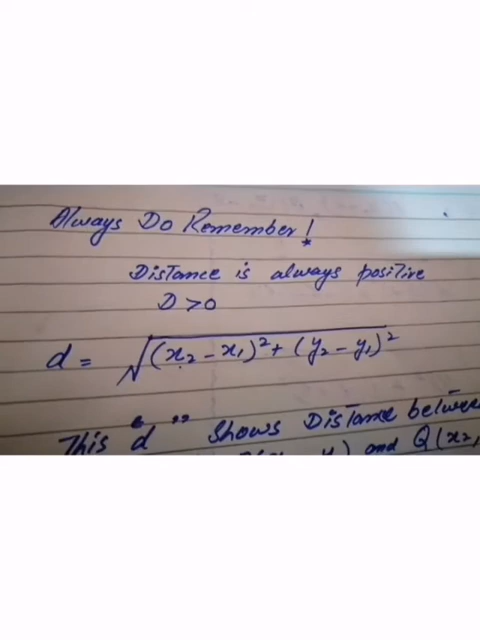 Always Do Remember!
Distance is always positive
D > 0
d = √(x₂ - x₁)² + (y₂ - y₁)²
This "d" shows Distance between
and Q(x₂,